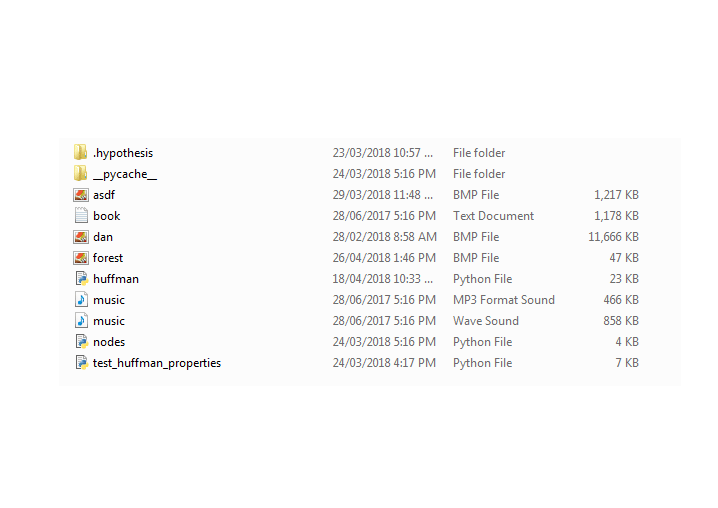 .hypothesis 23/03/2018 10:57 ... File folder
__pycache__ 24/03/2018 5:16 PM File folder
asdf 29/03/2018 11:48 ... BMP File 1,217 KB
book 28/06/2017 5:16 PM Text Document 1,178 KB
dan 28/02/2018 8:58 AM BMP File 11,666 KB
forest 26/04/2018 1:46 PM BMP File 47 KB
huffman 18/04/2018 10:33 ... Python File 23 KB
music 28/06/2017 5:16 PM MP3 Format Sound 466 KB
music 28/06/2017 5:16 PM Wave Sound 858 KB
nodes 24/03/2018 5:16 PM Python File 4 KB
test_huffman_properties 24/03/2018 4:17 PM Python File 7 KB